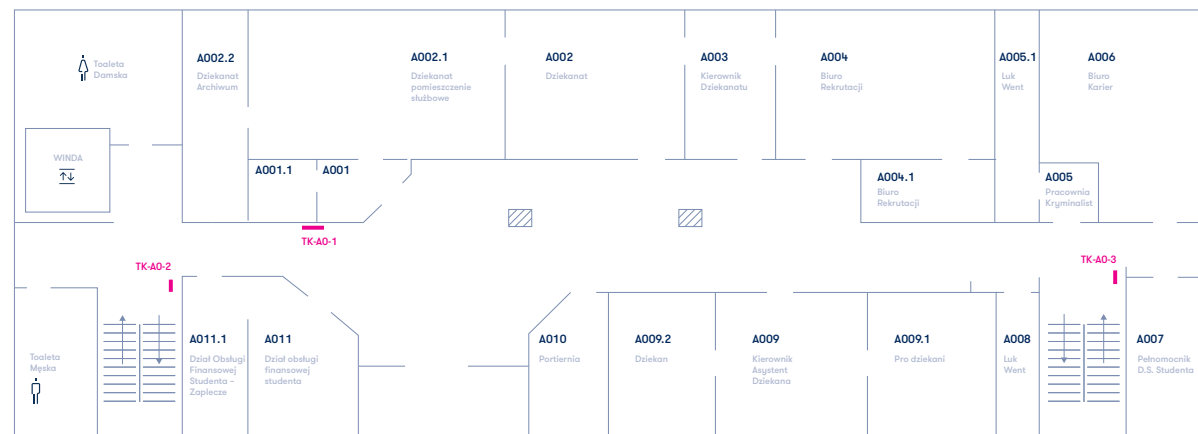 Toaleta
Damska
A002.2
Dziekanat
Archiwum
A002.1
Dziekanat
pomieszczenie
służbowe
A002
Dziekanat
A003
Kierownik
Dziekanatu
A004
Biuro
Rekrutacji
A005.1
Luk
Went
A006
Biuro
Karier
WINDA
A001.1
A001
A004.1
Biuro
Rekrutacji
A005
Pracownia
Kryminalist
TK-A0-1
TK-A0-2
TK-A0-3
Toaleta
Męska
A011.1
Dział Obsługi
Finansowej
Studenta –
Zaplecze
A011
Dział obsługi
finansowej
studenta
A010
Portiernia
A009.2
Dziekan
A009
Kierownik
Asystent
Dziekana
A009.1
Pro dziekani
A008
Luk
Went
A007
Pełnomocnik
D.S. Studenta